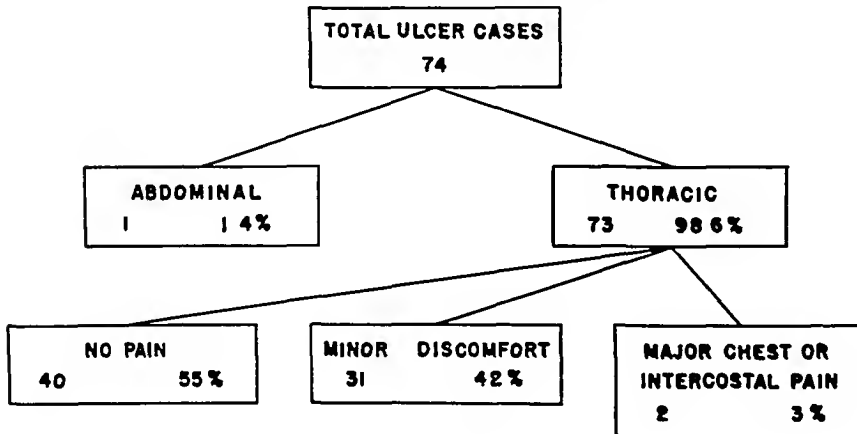 TOTAL ULCER CASES
74
ABDOMINAL
1 1 4%
THORACIC
73 98 6%
NO PAIN
40 55%
MINOR DISCOMFORT
31 42%
MAJOR CHEST OR
INTERCOSTAL PAIN
2 3%